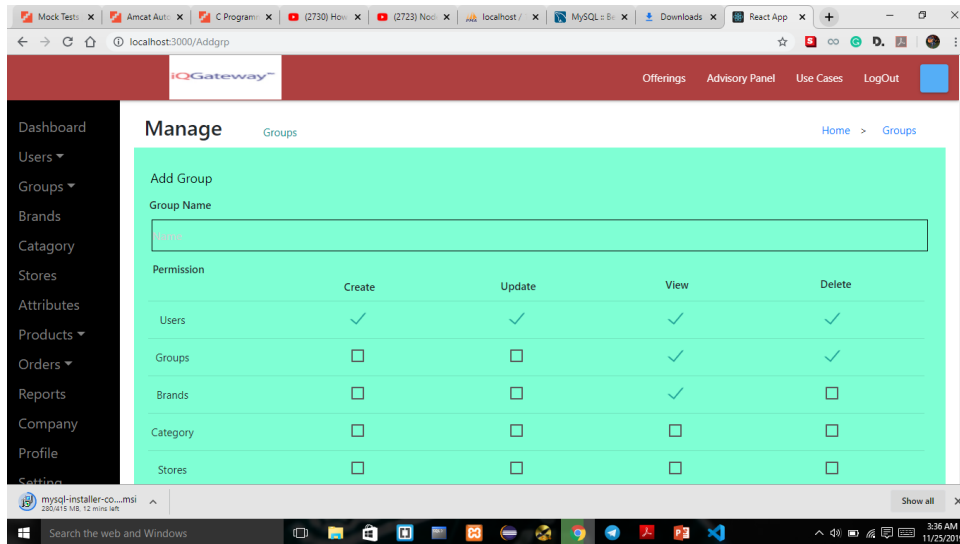 Mock Tests
Amcat Auto
C Programm
(2730) How
(2723) Nod
localhost /
MySQL :: Be
Downloads
React App
localhost:3000/Addgrp
iQGateway
Offerings
Advisory Panel
Use Cases
LogOut
Dashboard
Users
Groups
Brands
Catagory
Stores
Attributes
Products
Orders
Reports
Company
Profile
Setting
Manage Groups
Home > Groups
Add Group
Group Name
Name
Permission
Create Update View Delete
Users
Groups
Brands
Category
Stores
mysql-installer-co....msi
280/415 MB, 12 mins left
Show all
Search the web and Windows
3:36 AM
11/25/2019